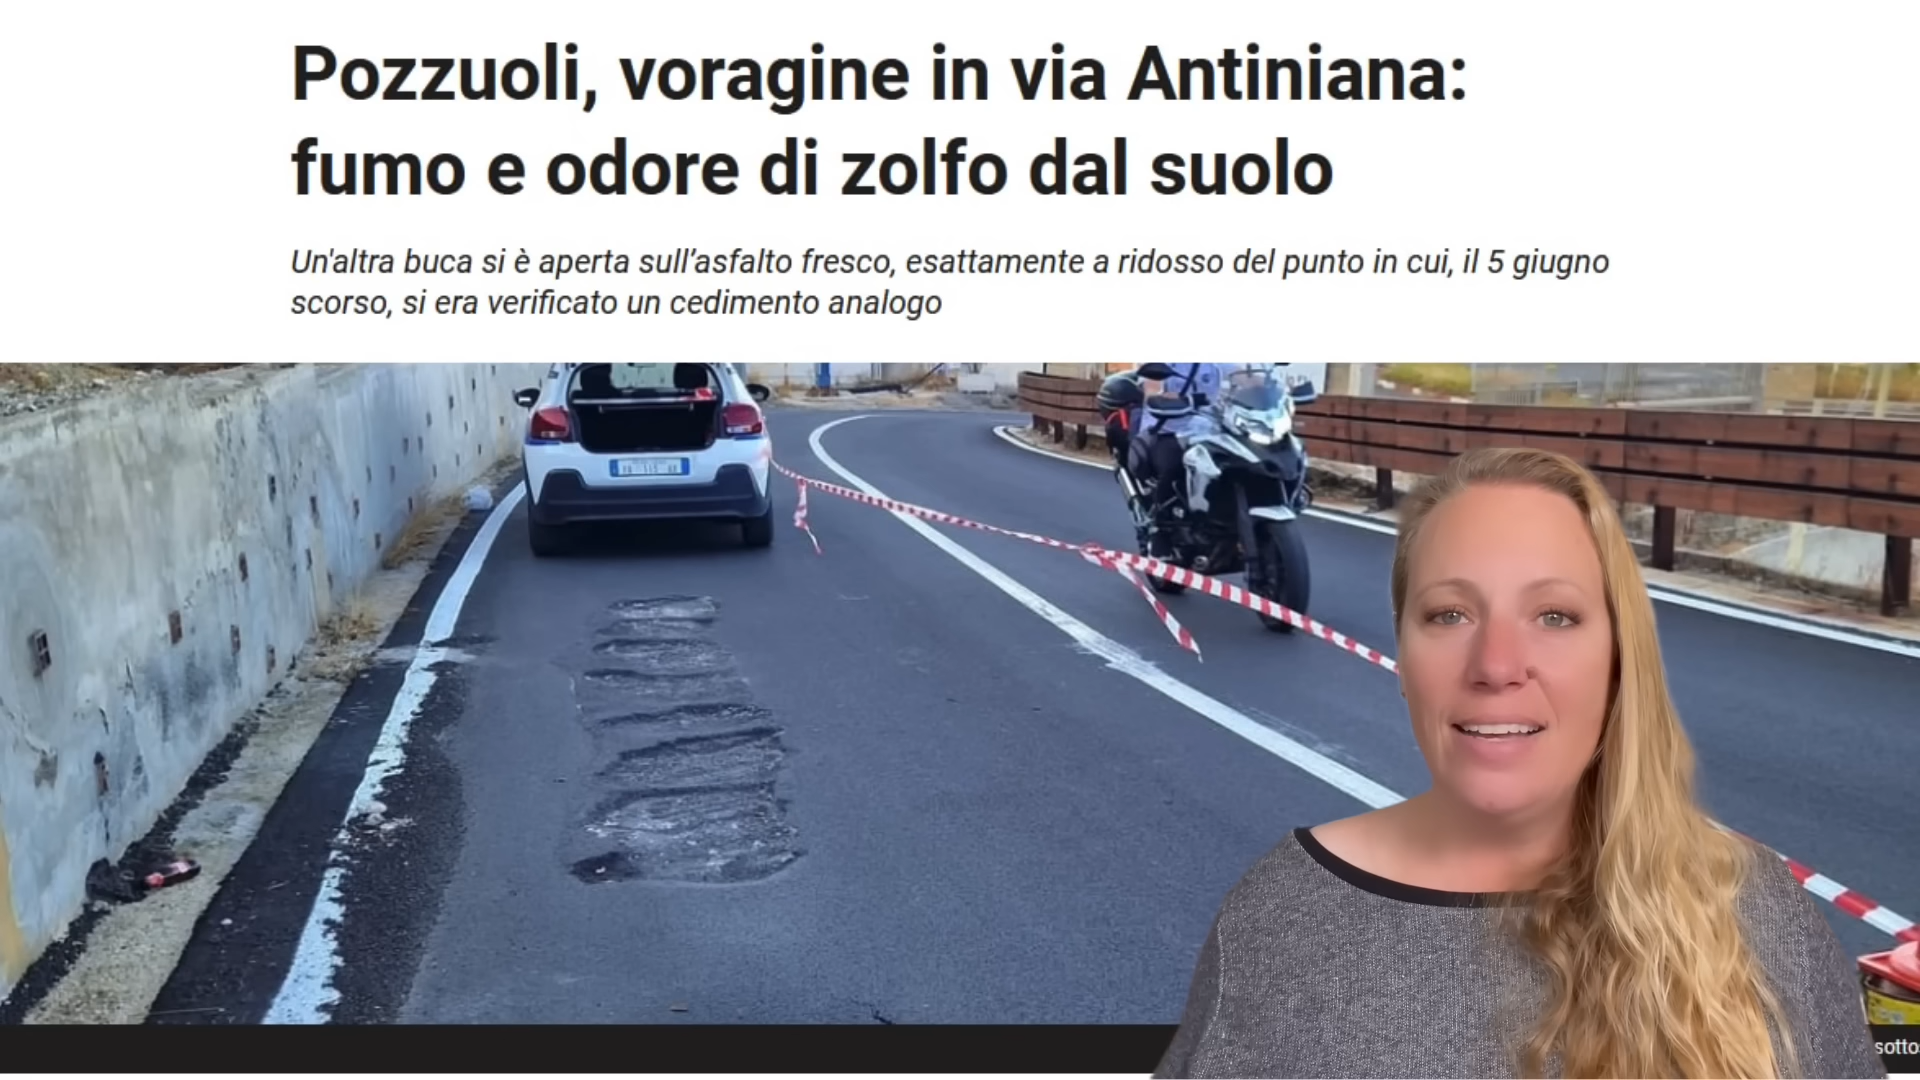 Pozzuoli, voragine in via Antiniana:
fumo e odore di zolfo dal suolo
Un'altra buca si è aperta sull’asfalto fresco, esattamente a ridosso del punto in cui, il 5 giugno
scorso, si era verificato un cedimento analogo